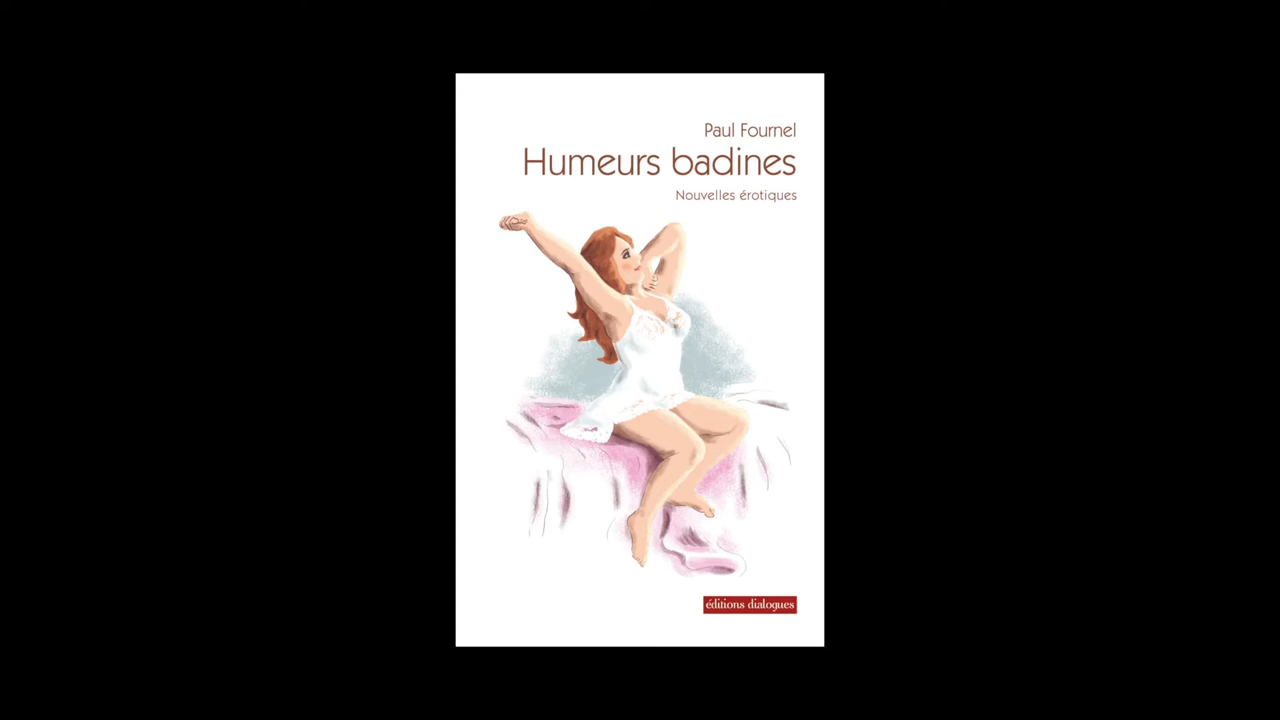 Paul Fournel
Humeurs badines
Nouvelles érotiques
éditions dialogues